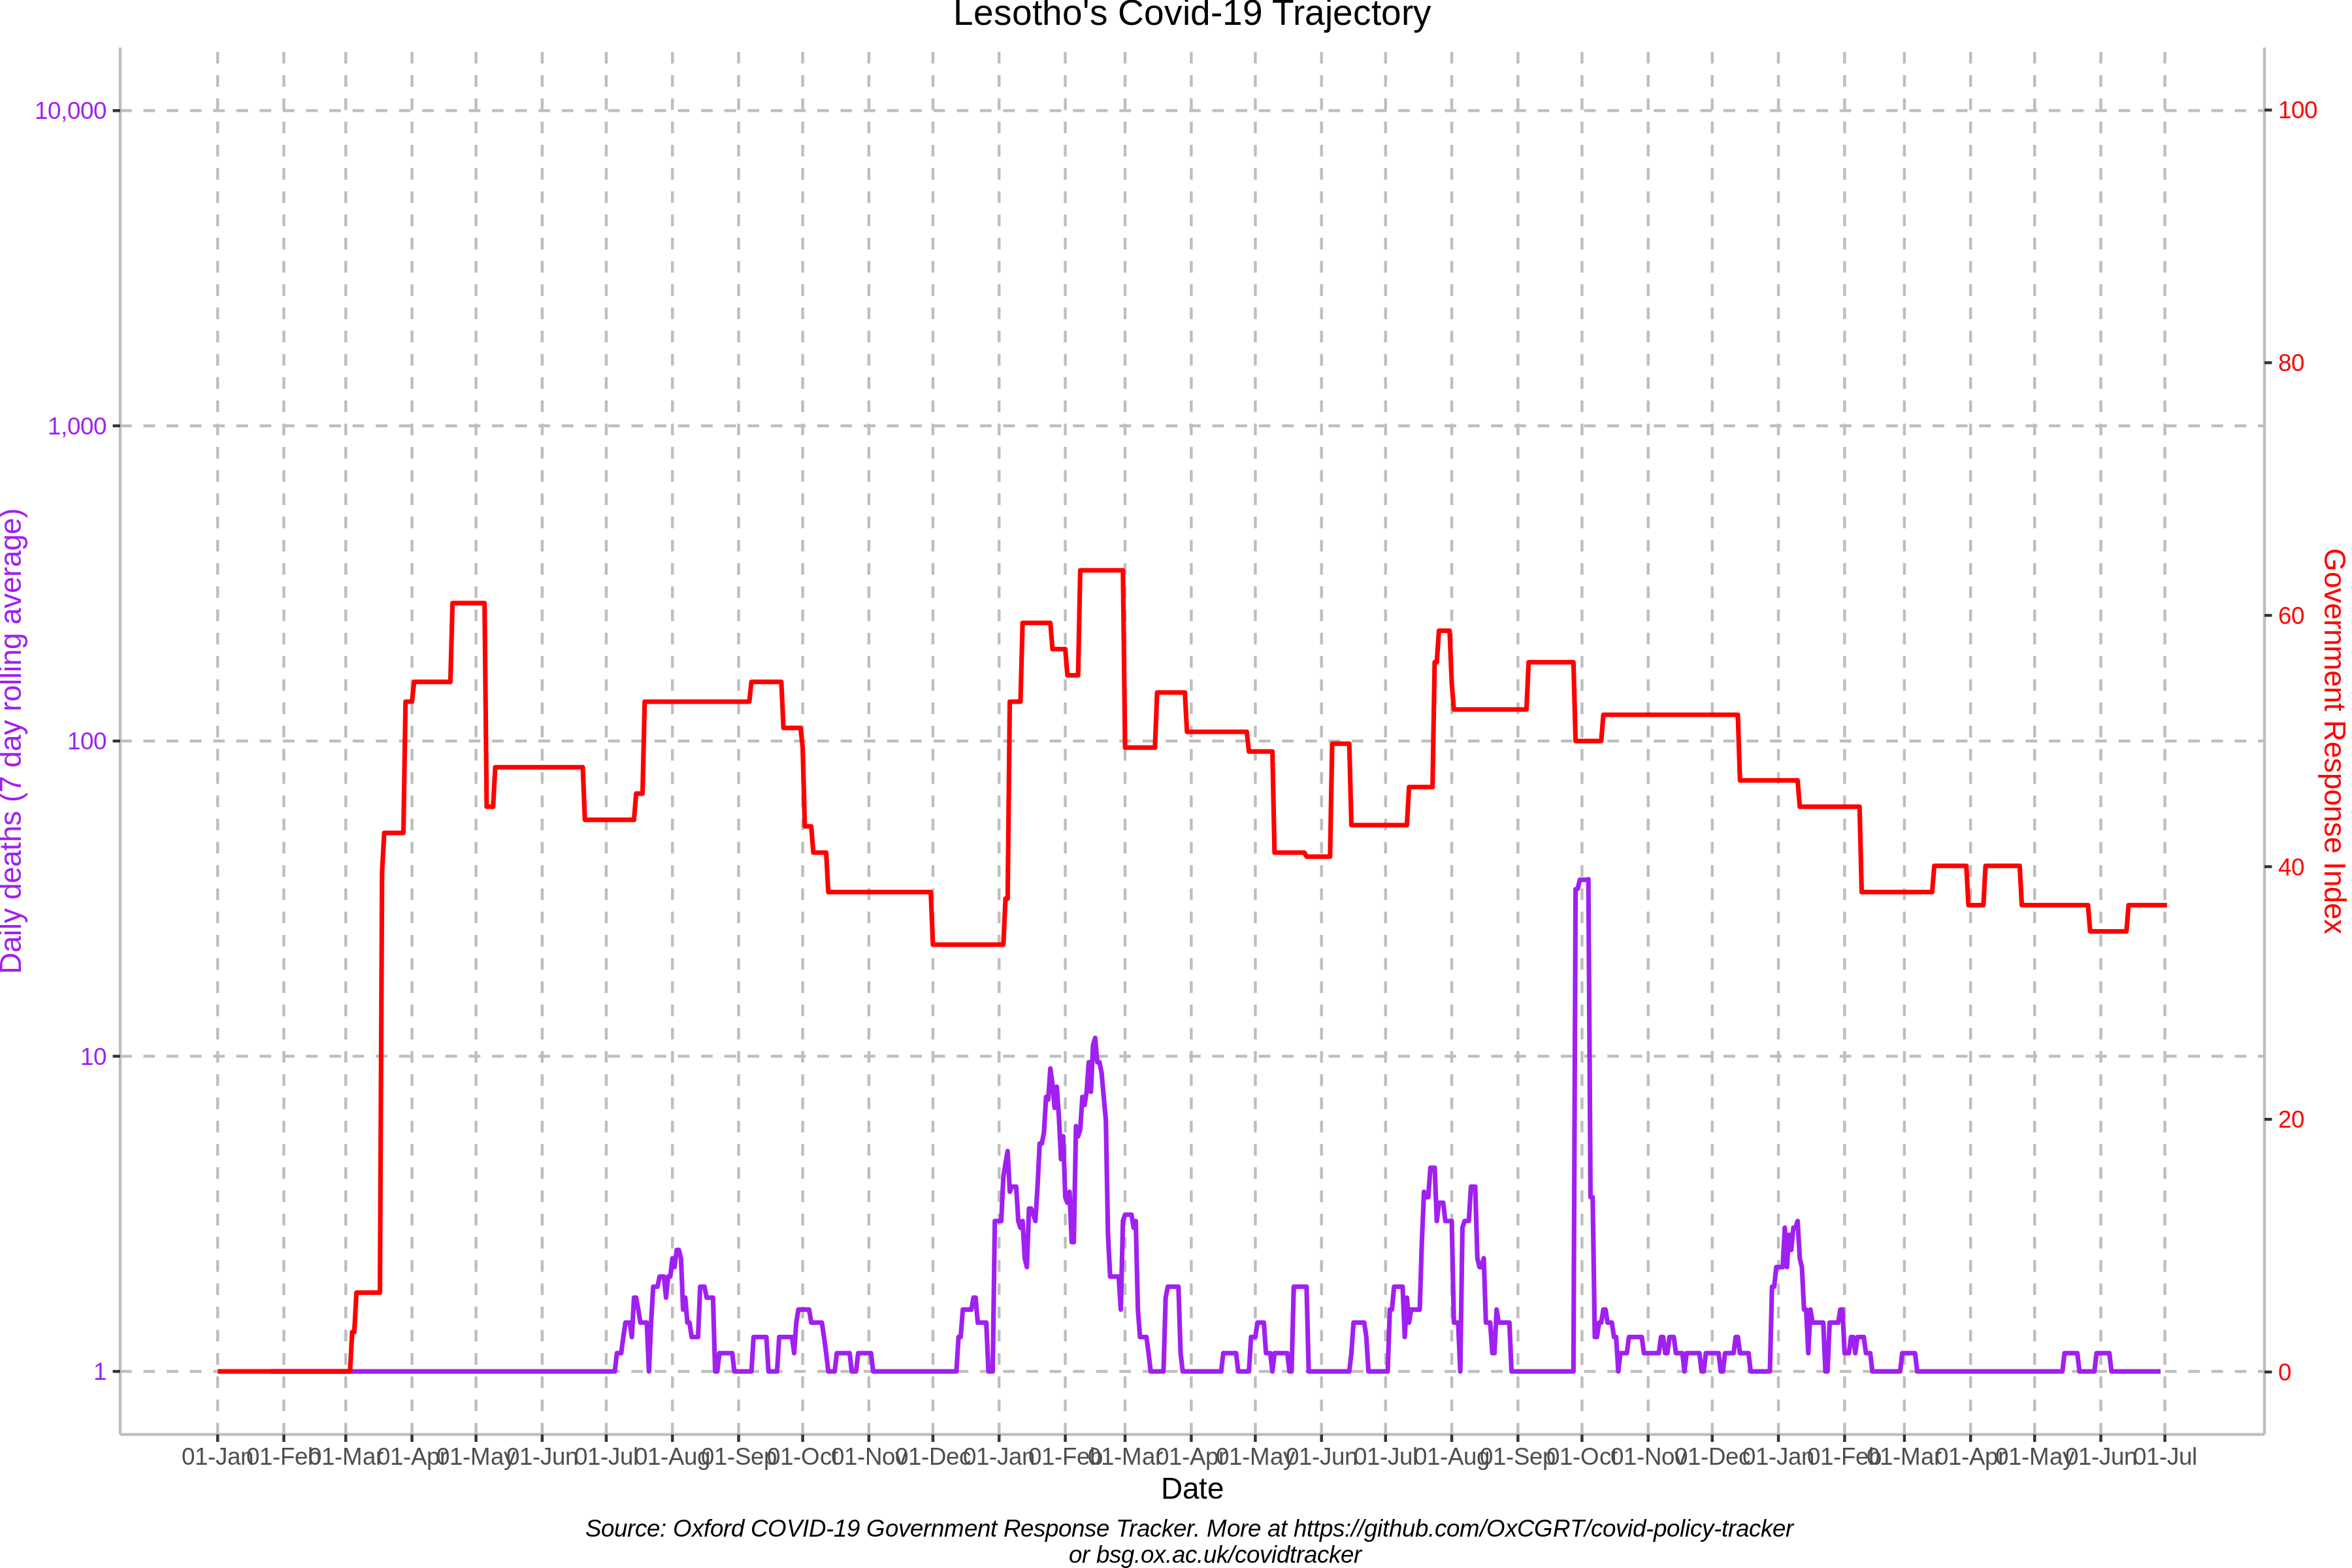 Lesotho's Covid-19 Trajectory
10,000
1,000
100
10
1
Daily deaths (7 day rolling average)
100
80
60
40
20
0
Government Response Index
01-Jan 01-Feb 01-Mar 01-Apr 01-May 01-Jun 01-Jul 01-Aug 01-Sep 01-Oct 01-Nov 01-Dec 01-Jan 01-Feb 01-Mar 01-Apr 01-May 01-Jun 01-Jul 01-Aug 01-Sep 01-Oct 01-Nov 01-Dec 01-Jan 01-Feb 01-Mar 01-Apr 01-May 01-Jun 01-Jul
Date
Source: Oxford COVID-19 Government Response Tracker. More at https://github.com/OxCGRT/covid-policy-tracker
or bsg.ox.ac.uk/covidtracker